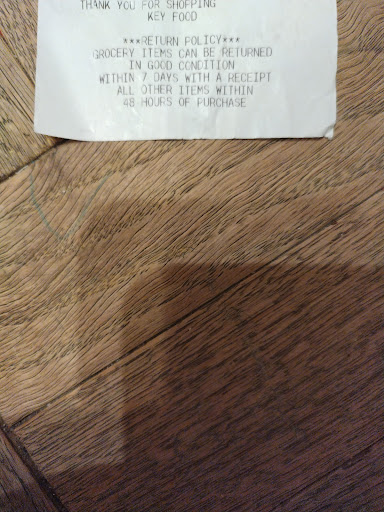 THANK YOU FOR SHOPPING
KEY FOOD
***RETURN POLICY***
GROCERY ITEMS CAN BE RETURNED
IN GOOD CONDITION
WITHIN 7 DAYS WITH A RECEIPT
ALL OTHER ITEMS WITHIN
48 HOURS OF PURCHASE